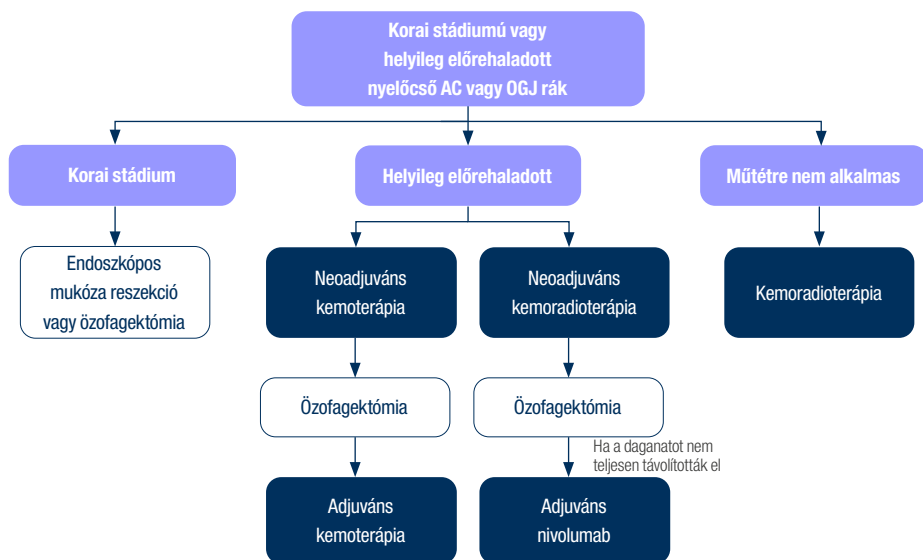 Korai stádiumú vagy
helyileg előrehaladott
nyelőcső AC vagy OGJ rák
Korai stádium
Helyileg előrehaladott
Műtétre nem alkalmas
Endoszkópos
mukóza reszekció
vagy özofagektómia
Neoadjuváns
kemoterápia
Neoadjuváns
kemoradioterápia
Kemoradioterápia
Özofagektómia
Özofagektómia
Ha a daganatot nem
teljesen távolították el
Adjuváns
kemoterápia
Adjuváns
nivolumab